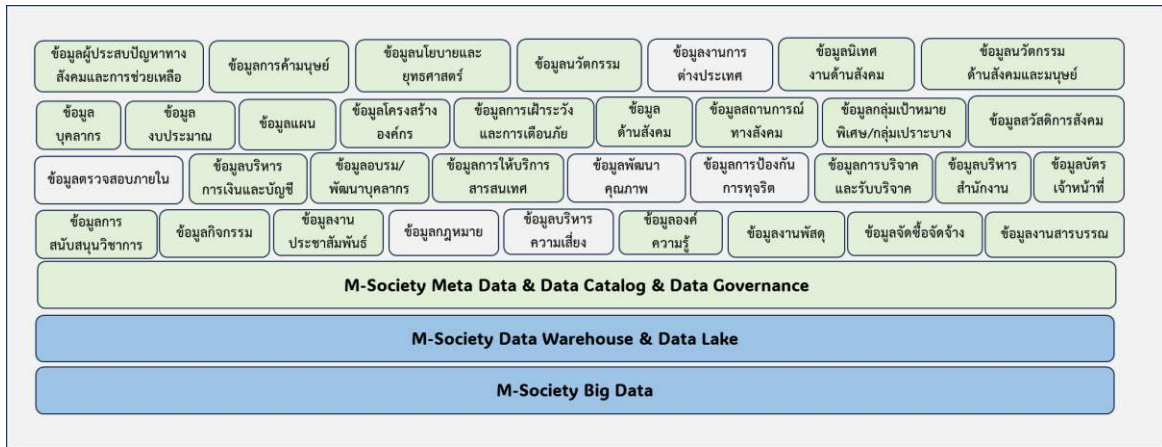 ข้อมูลผู้ประสบปัญหาทาง
สังคมและการช่วยเหลือ
ข้อมูลการค้ามนุษย์
ข้อมูลนโยบายและ
ยุทธศาสตร์
ข้อมูลนวัตกรรม
ข้อมูลงานการ
ต่างประเทศ
ข้อมูลนิเทศ
งานด้านสังคม
ข้อมูลนวัตกรรม
ด้านสังคมและมนุษย์
ข้อมูล
บุคลากร
ข้อมูล
งบประมาณ
ข้อมูลแผน
ข้อมูลโครงสร้าง
องค์กร
ข้อมูลการเฝ้าระวัง
และการเตือนภัย
ข้อมูล
ด้านสังคม
ข้อมูลสถานการณ์
ทางสังคม
ข้อมูลกลุ่มเป้าหมาย
พิเศษ/กลุ่มเปราะบาง
ข้อมูลสวัสดิการสังคม
ข้อมูลตรวจสอบภายใน
ข้อมูลบริหาร
การเงินและบัญชี
ข้อมูลอบรม/
พัฒนาบุคลากร
ข้อมูลการให้บริการ
สารสนเทศ
ข้อมูลพัฒนา
คุณภาพ
ข้อมูลการป้องกัน
การทุจริต
ข้อมูลการบริจาค
และรับบริจาค
ข้อมูลบริหาร
สำนักงาน
ข้อมูลบัตร
เจ้าหน้าที่
ข้อมูลการ
สนับสนุนวิชาการ
ข้อมูลกิจกรรม
ข้อมูลงาน
ประชาสัมพันธ์
ข้อมูลกฎหมาย
ข้อมูลบริหาร
ความเสี่ยง
ข้อมูลองค์
ความรู้
ข้อมูลงานพัสดุ
ข้อมูลจัดซื้อจัดจ้าง
ข้อมูลงานสารบรรณ
M-Society Meta Data & Data Catalog & Data Governance
M-Society Data Warehouse & Data Lake
M-Society Big Data